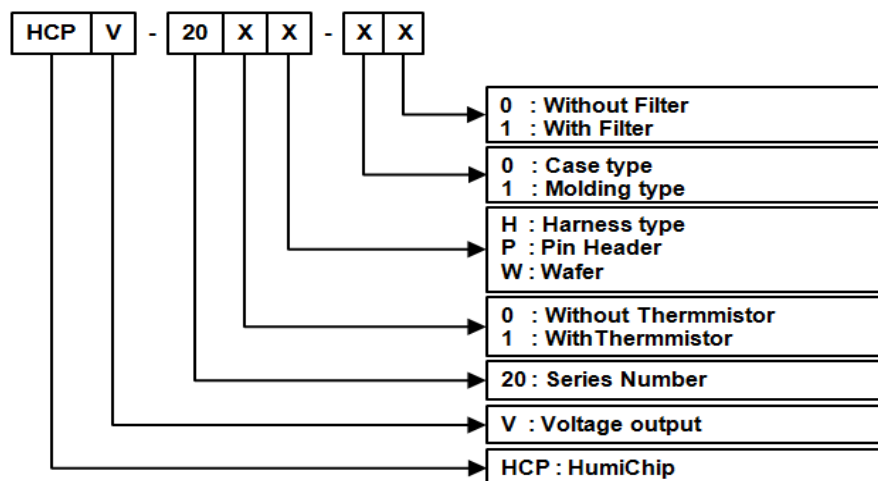 HCP V - 20 X X - X X
0 : Without Filter
1 : With Filter
0 : Case type
1 : Molding type
H : Harness type
P : Pin Header
W : Wafer
0 : Without Thermmistor
1 : WithThermmistor
20 : Series Number
V : Voltage output
HCP : HumiChip